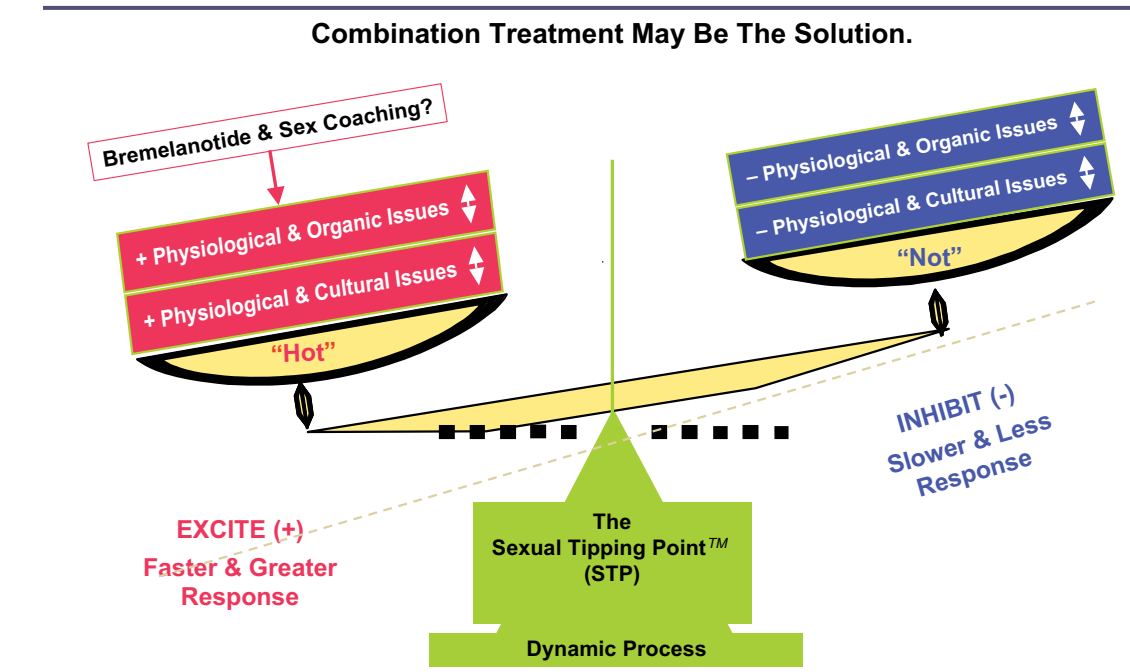 Combination Treatment May Be The Solution.
Bremelanotide & Sex Coaching?
+ Physiological & Organic Issues
+ Physiological & Cultural Issues
“Hot”
– Physiological & Organic Issues
– Physiological & Cultural Issues
“Not”
EXCITE (+)
Faster & Greater
Response
INHIBIT (-)
Slower & Less
Response
The
Sexual Tipping Point™
(STP)
Dynamic Process